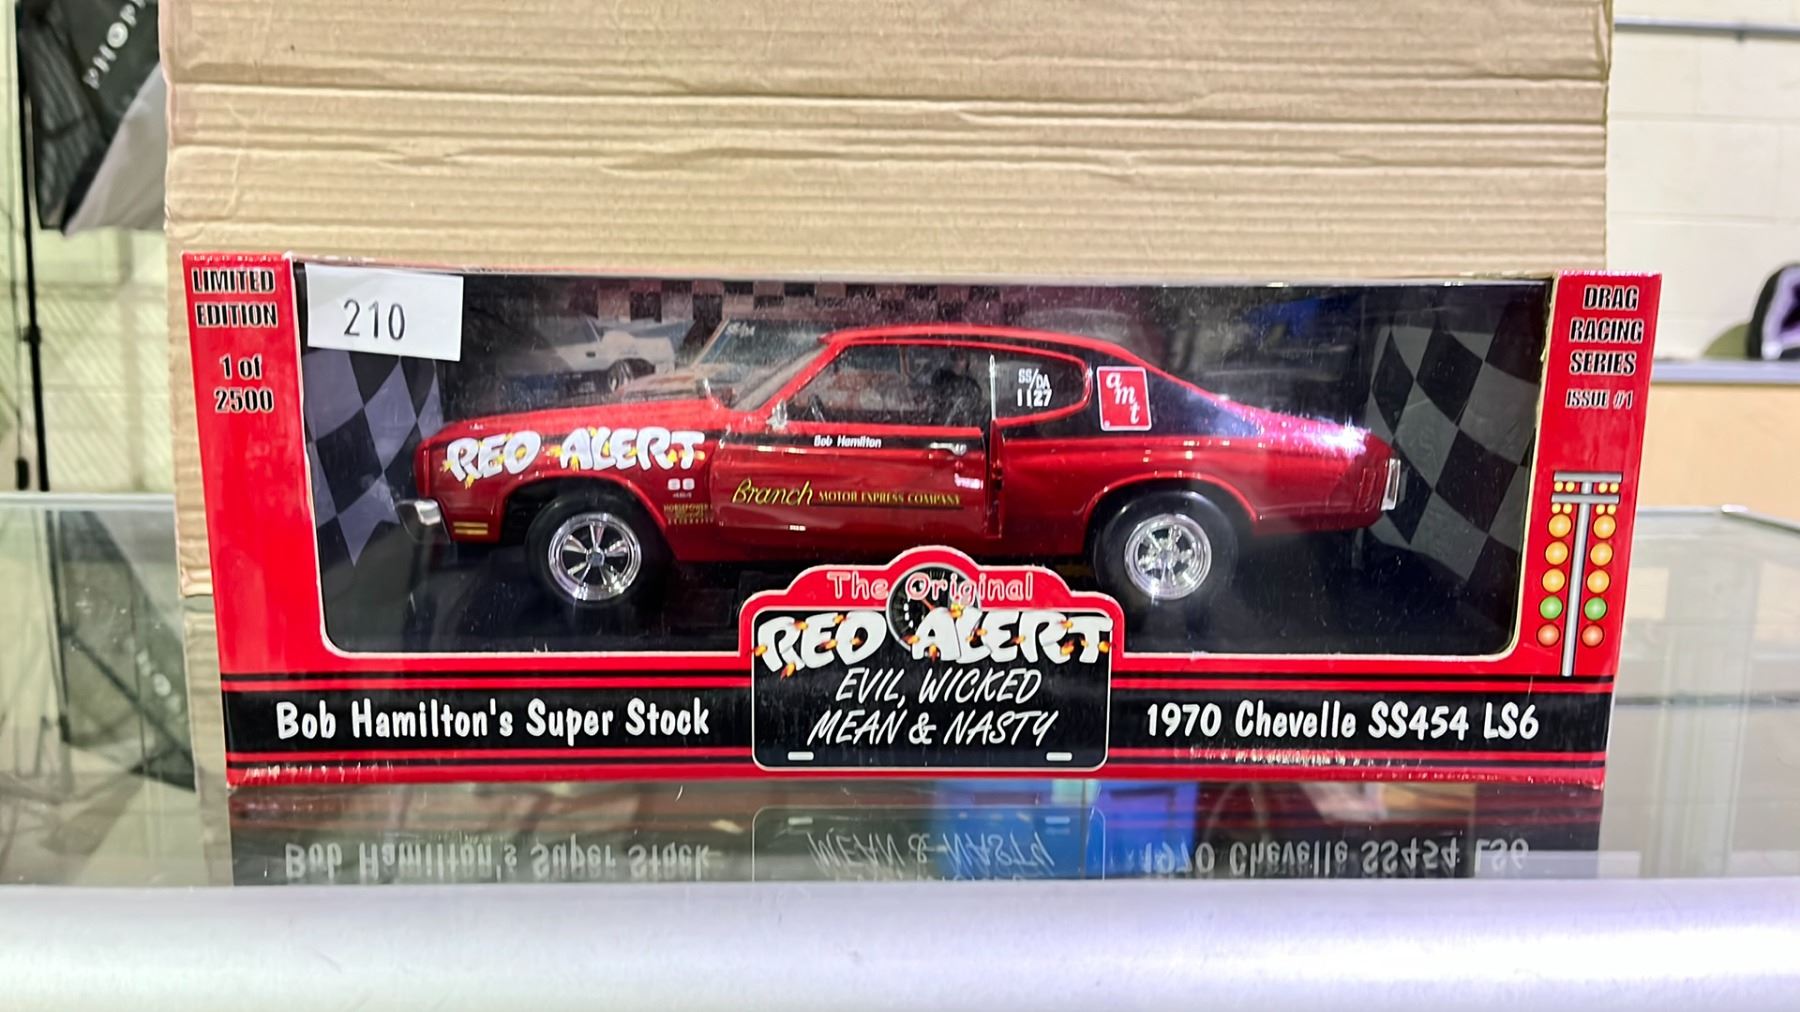 LIMITED
EDITION
1 of
2500
210
DRAG
RACING
SERIES
ISSUE #1
SS/DA
1127
amt
RED ALERT
Bob Hamilton
SS
454
Branch MOTOR EXPRESS COMPANY
The Original
RED ALERT
EVIL, WICKED
MEAN & NASTY
Bob Hamilton's Super Stock
1970 Chevelle SS454 LS6